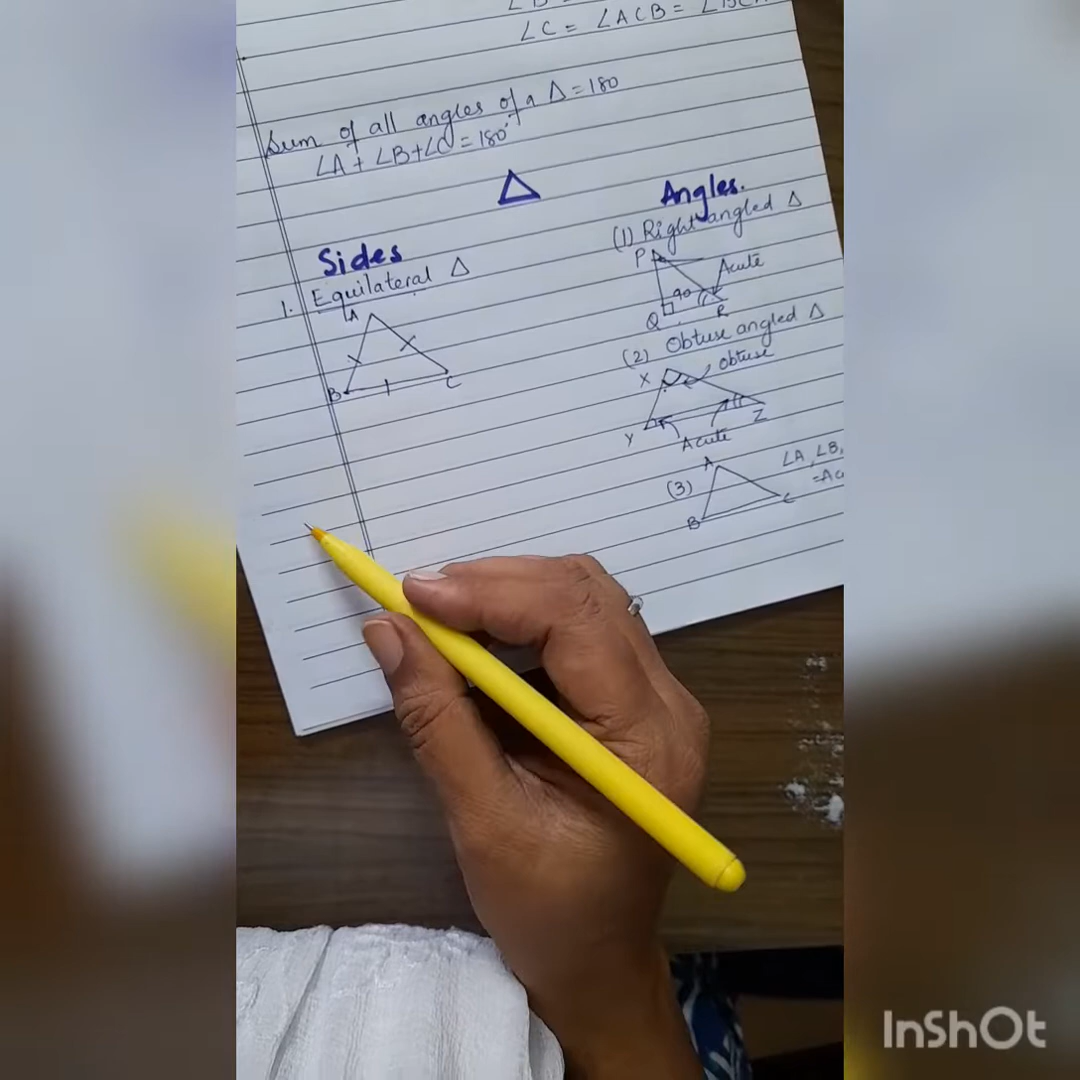 ∠C = ∠ACB =
Sum of all angles of a △ = 180
∠A + ∠B + ∠C = 180°
Sides
1. Equilateral △
A
B
C
Angles.
(1) Right angled △
P
Acute
90
Q
R
(2) Obtuse angled △
X
Obtuse
Y
Z
Acute
(3)
A
∠A, ∠B,
B
C
InShOt